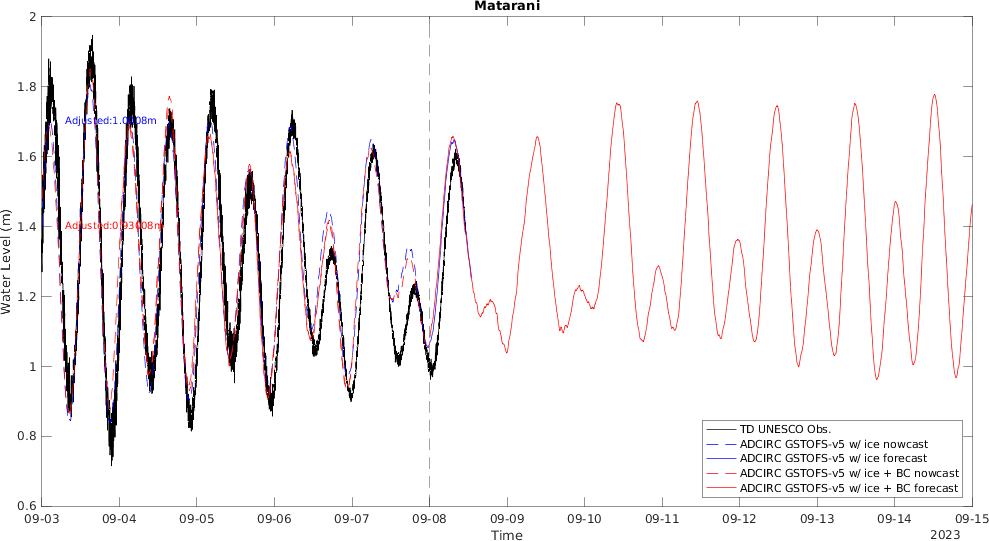 Matarani
2
1.8
1.6
1.4
1.2
1
0.8
0.6
Water Level (m)
Adjusted:1.0708m
Adjusted:0.93008m
TD UNESCO Obs.
ADCIRC GSTOFS-v5 w/ ice nowcast
ADCIRC GSTOFS-v5 w/ ice forecast
ADCIRC GSTOFS-v5 w/ ice + BC nowcast
ADCIRC GSTOFS-v5 w/ ice + BC forecast
09-03 09-04 09-05 09-06 09-07 09-08 09-09 09-10 09-11 09-12 09-13 09-14 09-15
Time
2023